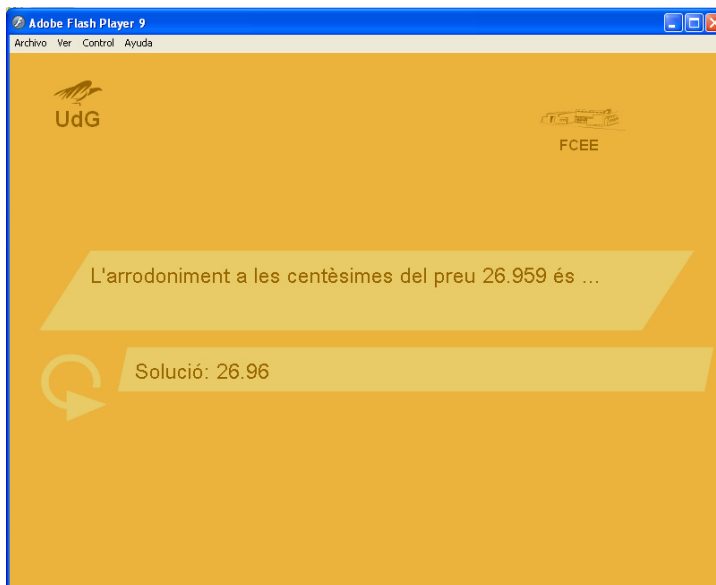 Adobe Flash Player 9
Archivo Ver Control Ayuda
UdG
FCEE
L'arrodoniment a les centèsimes del preu 26.959 és ...
Solució: 26.96